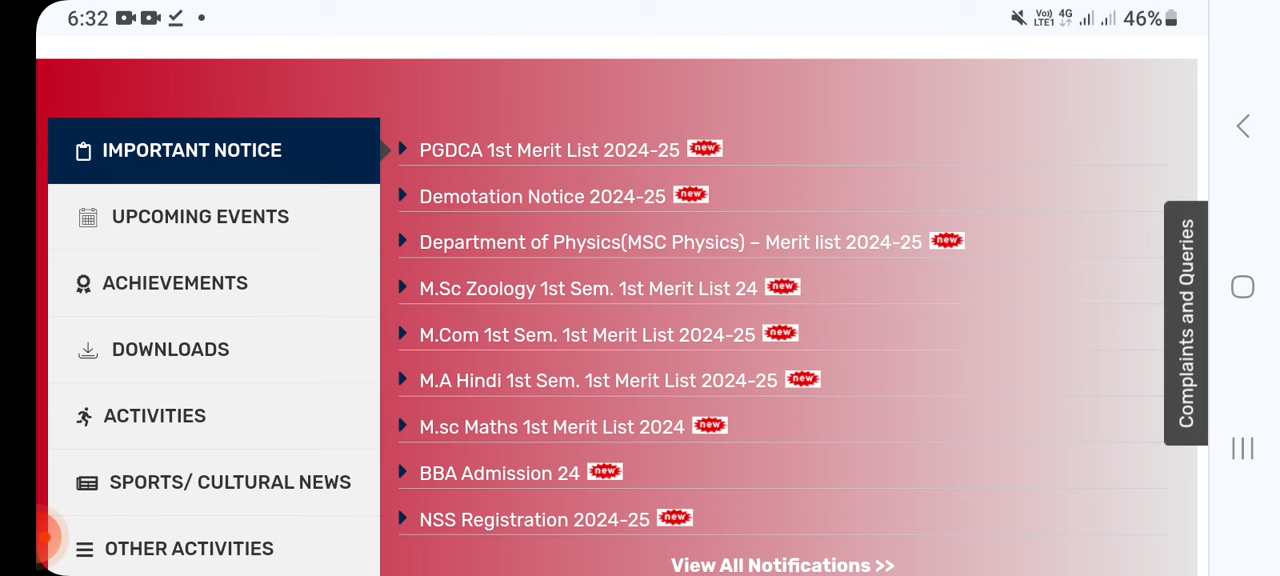 6:32
Vo)) 4G
LTE1
46%
IMPORTANT NOTICE
UPCOMING EVENTS
ACHIEVEMENTS
DOWNLOADS
ACTIVITIES
SPORTS/ CULTURAL NEWS
OTHER ACTIVITIES
PGDCA 1st Merit List 2024-25 new
Demotation Notice 2024-25 new
Department of Physics(MSC Physics) – Merit list 2024-25 new
M.Sc Zoology 1st Sem. 1st Merit List 24 new
M.Com 1st Sem. 1st Merit List 2024-25 new
M.A Hindi 1st Sem. 1st Merit List 2024-25 new
M.sc Maths 1st Merit List 2024 new
BBA Admission 24 new
NSS Registration 2024-25 new
View All Notifications >>
Complaints and Queries